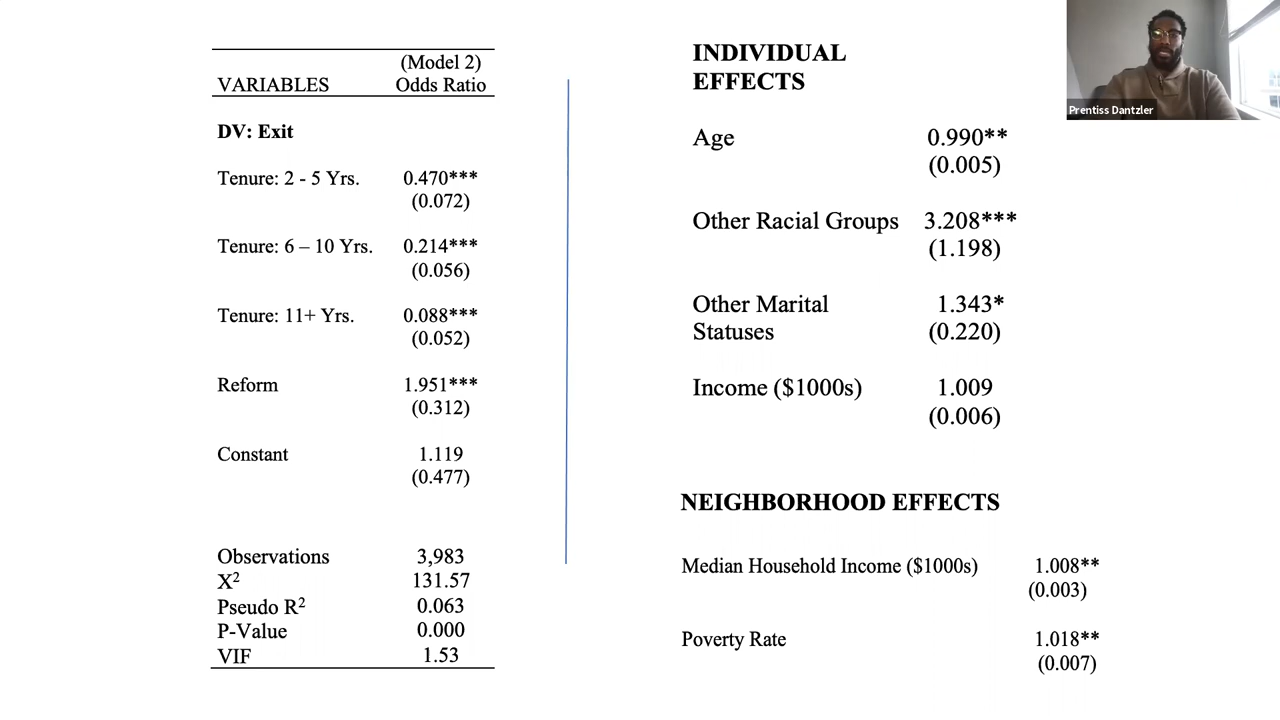 (Model 2)
VARIABLES Odds Ratio
DV: Exit
Tenure: 2 - 5 Yrs. 0.470***
(0.072)
Tenure: 6 – 10 Yrs. 0.214***
(0.056)
Tenure: 11+ Yrs. 0.088***
(0.052)
Reform 1.951***
(0.312)
Constant 1.119
(0.477)
Observations 3,983
X² 131.57
Pseudo R² 0.063
P-Value 0.000
VIF 1.53
INDIVIDUAL
EFFECTS
Age 0.990**
(0.005)
Other Racial Groups 3.208***
(1.198)
Other Marital 1.343*
Statuses (0.220)
Income ($1000s) 1.009
(0.006)
NEIGHBORHOOD EFFECTS
Median Household Income ($1000s) 1.008**
(0.003)
Poverty Rate 1.018**
(0.007)
Prentiss Dantzler